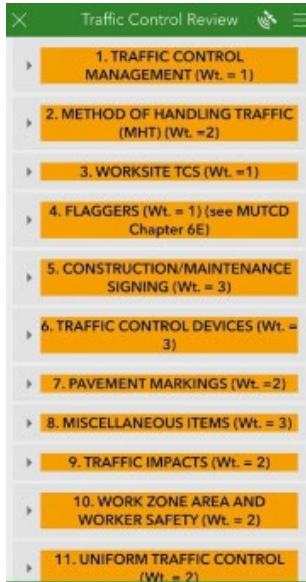 Traffic Control Review
1. TRAFFIC CONTROL
MANAGEMENT (Wt. = 1)
2. METHOD OF HANDLING TRAFFIC
(MHT) (Wt. =2)
3. WORKSITE TCS (Wt. =1)
4. FLAGGERS (Wt. = 1) (see MUTCD
Chapter 6E)
5. CONSTRUCTION/MAINTENANCE
SIGNING (Wt. = 3)
6. TRAFFIC CONTROL DEVICES (Wt. =
3)
7. PAVEMENT MARKINGS (Wt. =2)
8. MISCELLANEOUS ITEMS (Wt. = 3)
9. TRAFFIC IMPACTS (Wt. = 2)
10. WORK ZONE AREA AND
WORKER SAFETY (Wt. = 2)
11. UNIFORM TRAFFIC CONTROL
(Wt. = 2)